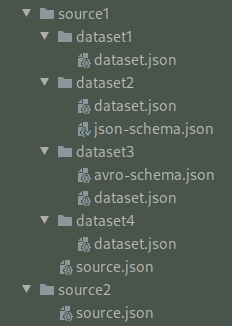 source1
dataset1
dataset.json
dataset2
dataset.json
json-schema.json
dataset3
avro-schema.json
dataset.json
dataset4
dataset.json
source.json
source2
source.json